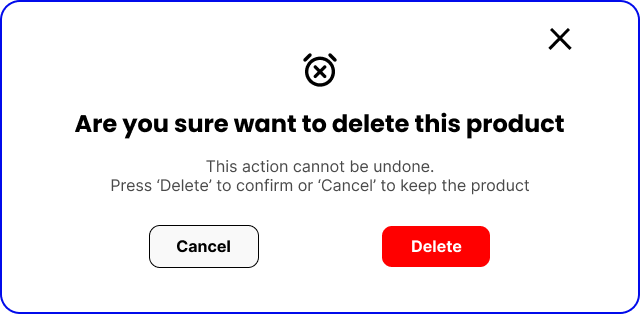 Are you sure want to delete this product
This action cannot be undone.
Press ‘Delete’ to confirm or ‘Cancel’ to keep the product
Cancel
Delete